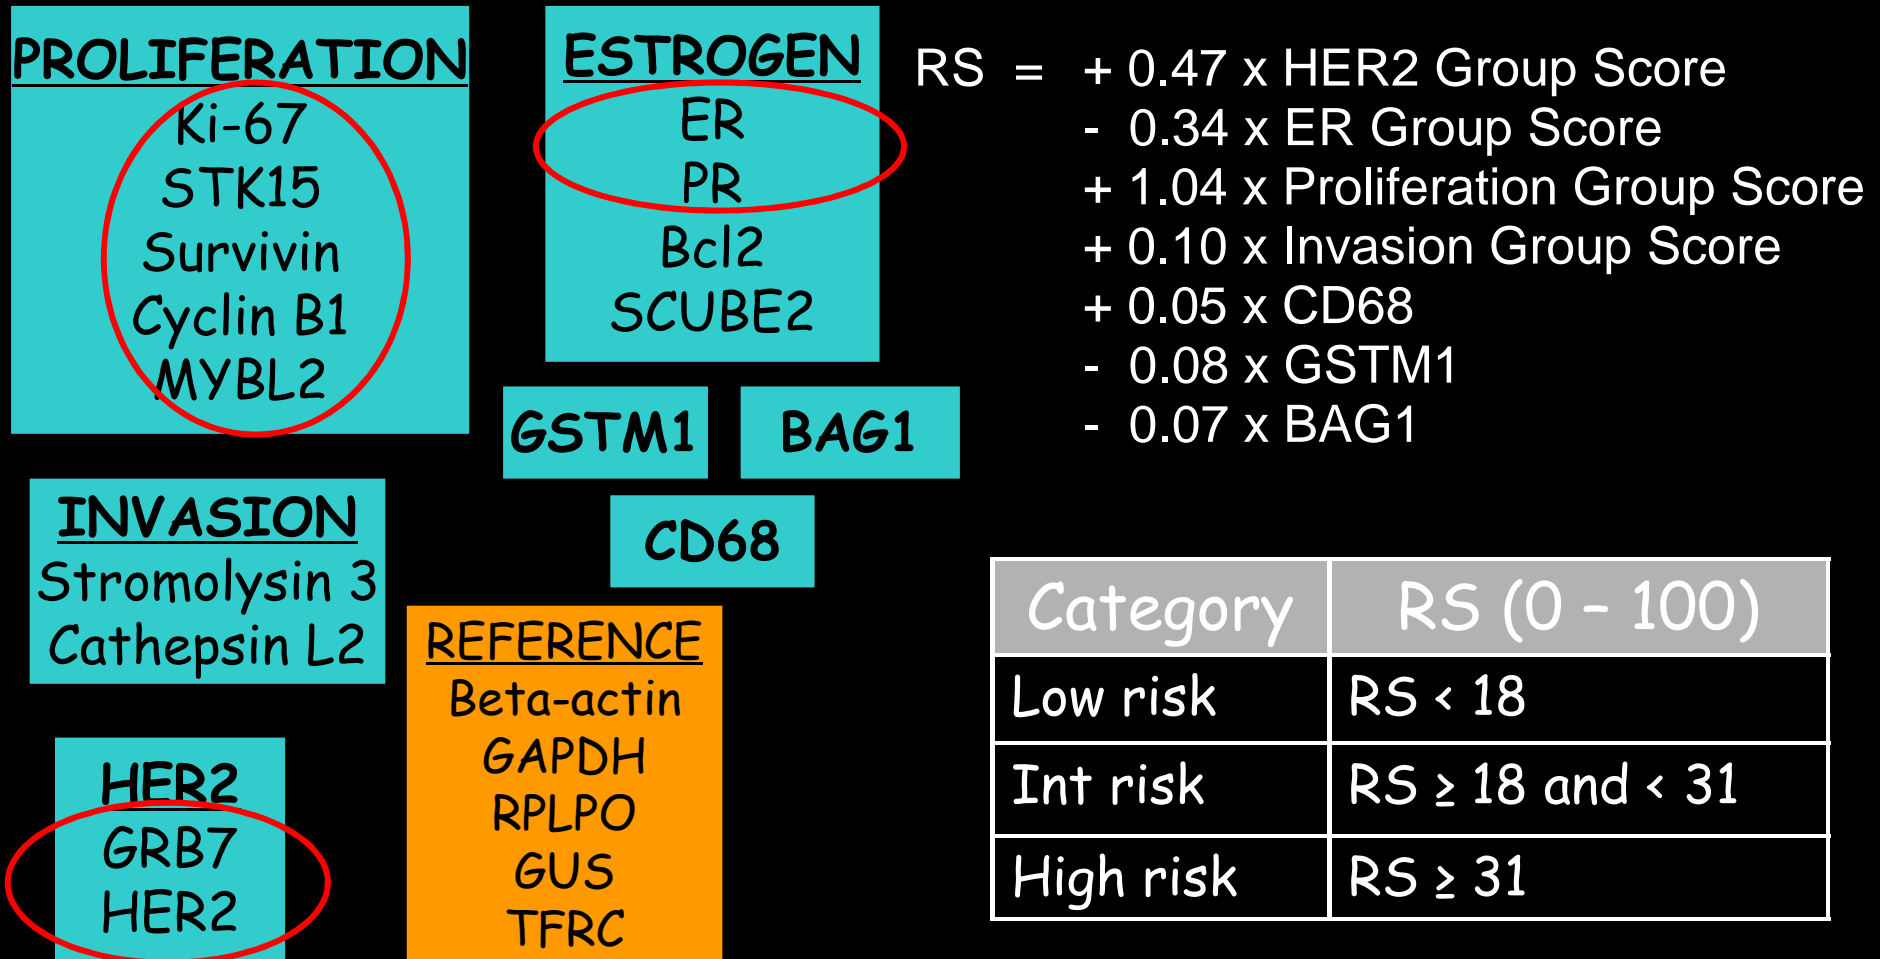 PROLIFERATION
Ki-67
STK15
Survivin
Cyclin B1
MYBL2
ESTROGEN
ER
PR
Bcl2
SCUBE2
RS = + 0.47 x HER2 Group Score
- 0.34 x ER Group Score
+ 1.04 x Proliferation Group Score
+ 0.10 x Invasion Group Score
+ 0.05 x CD68
- 0.08 x GSTM1
- 0.07 x BAG1
GSTM1
BAG1
CD68
INVASION
Stromolysin 3
Cathepsin L2
HER2
GRB7
HER2
REFERENCE
Beta-actin
GAPDH
RPLPO
GUS
TFRC
Category RS (0 – 100)
Low risk RS < 18
Int risk RS ≥ 18 and < 31
High risk RS ≥ 31